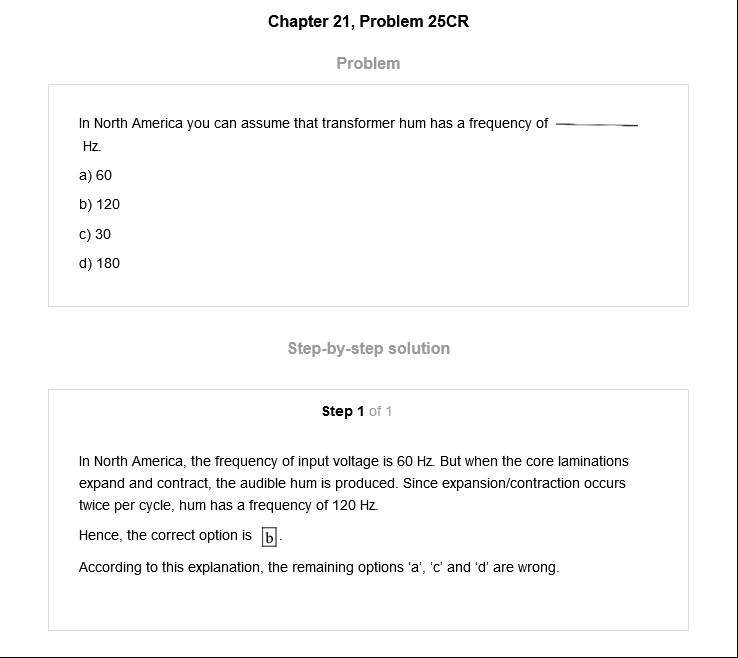 Chapter 21, Problem 25CR
Problem
In North America you can assume that transformer hum has a frequency of
Hz.
a) 60
b) 120
c) 30
d) 180
Step-by-step solution
Step 1 of 1
In North America, the frequency of input voltage is 60 Hz. But when the core laminations
expand and contract, the audible hum is produced. Since expansion/contraction occurs
twice per cycle, hum has a frequency of 120 Hz.
Hence, the correct option is b.
According to this explanation, the remaining options ‘a’, ‘c’ and ‘d’ are wrong.